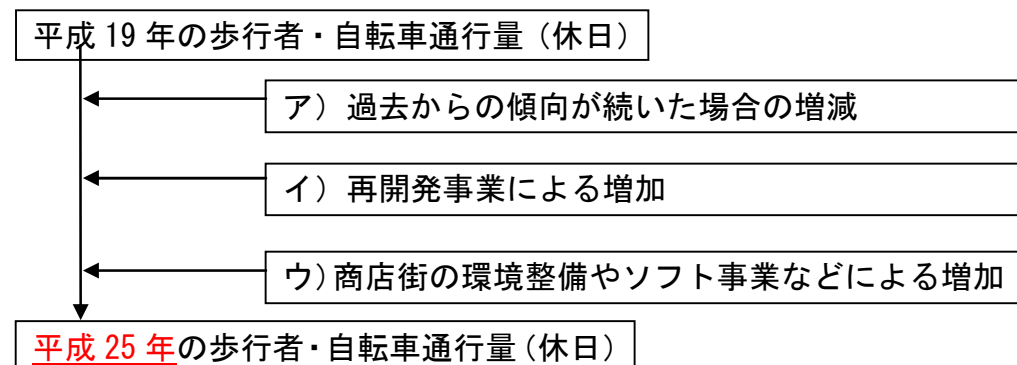 平成 19 年の歩行者・自転車通行量（休日）
ア）過去からの傾向が続いた場合の増減
イ）再開発事業による増加
ウ)商店街の環境整備やソフト事業などによる増加
平成 25 年の歩行者・自転車通行量（休日）